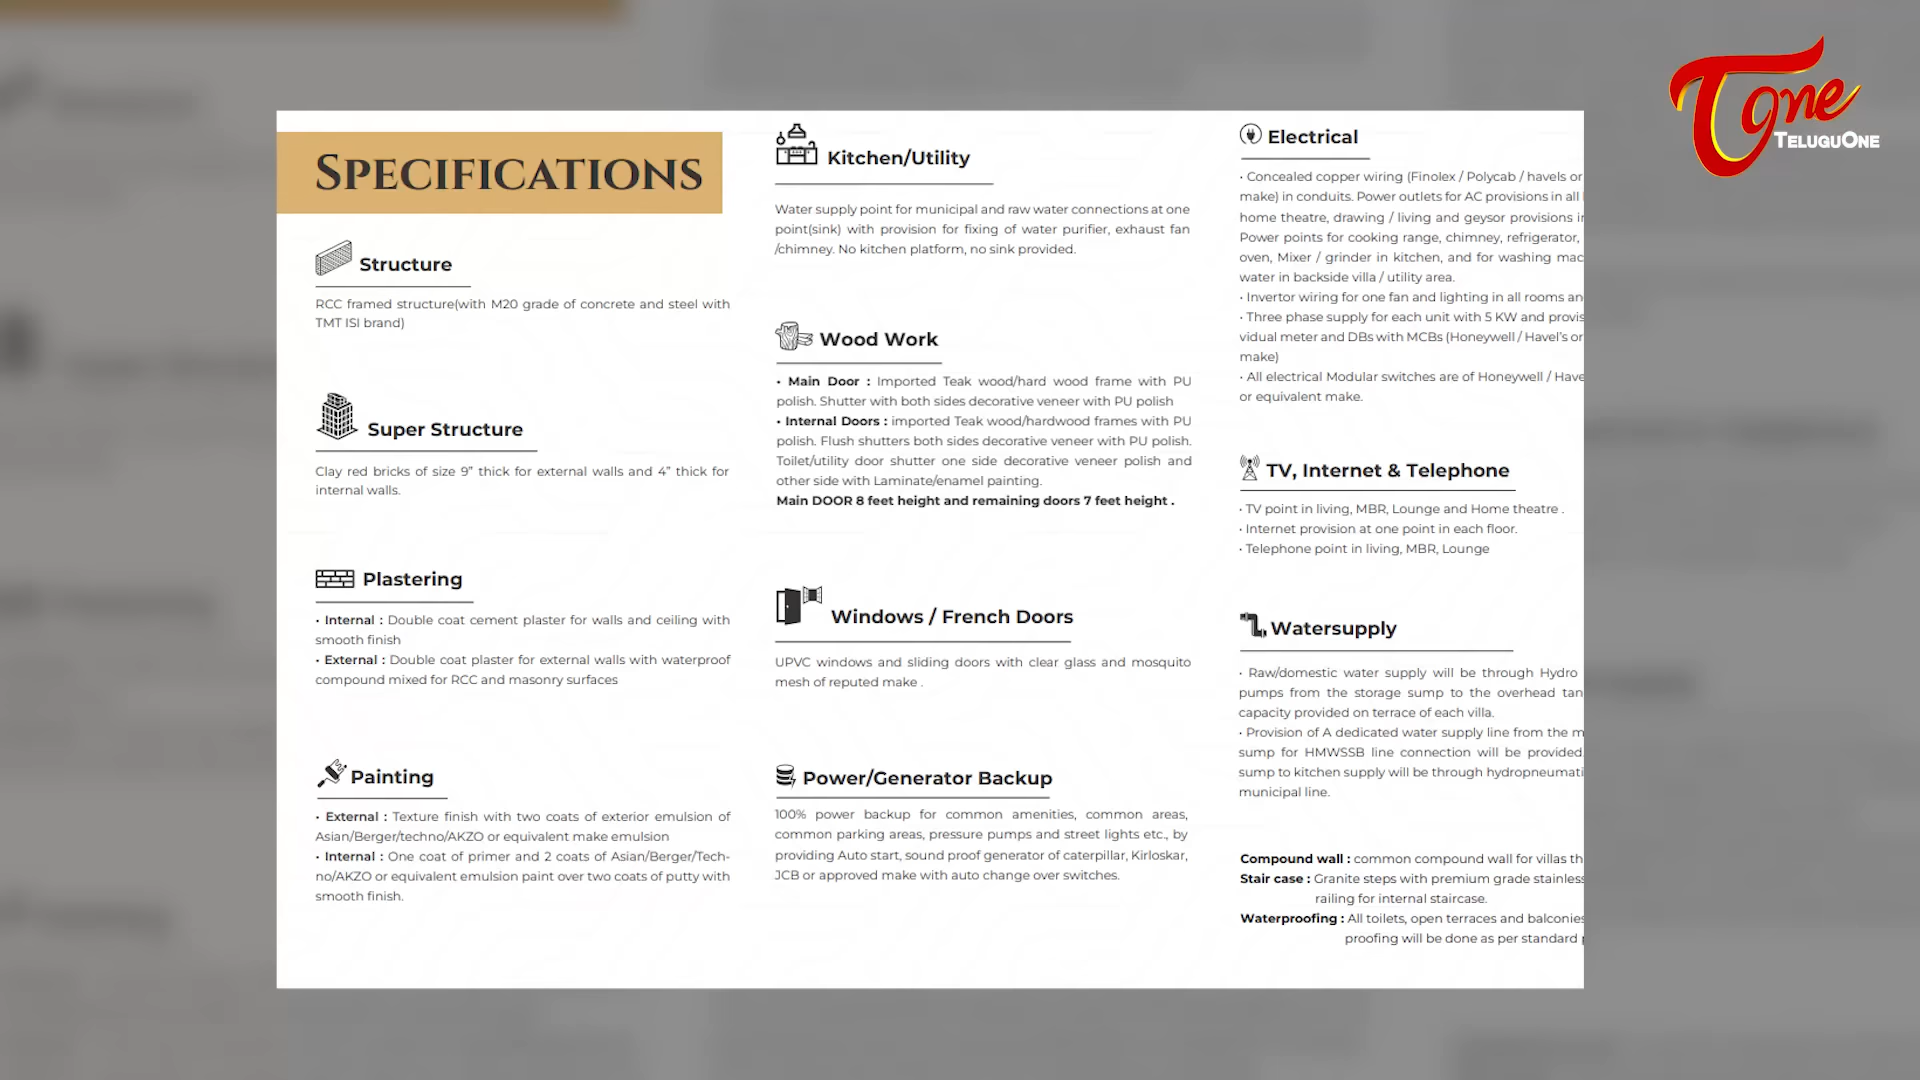 SPECIFICATIONS
Structure
RCC framed structure(with M20 grade of concrete and steel with
TMT ISI brand)
Super Structure
Clay red bricks of size 9” thick for external walls and 4” thick for
internal walls.
Plastering
• Internal : Double coat cement plaster for walls and ceiling with
smooth finish
• External : Double coat plaster for external walls with waterproof
compound mixed for RCC and masonry surfaces
Painting
• External : Texture finish with two coats of exterior emulsion of
Asian/Berger/techno/AKZO or equivalent make emulsion
• Internal : One coat of primer and 2 coats of Asian/Berger/Tech-
no/AKZO or equivalent emulsion paint over two coats of putty with
smooth finish.
Kitchen/Utility
Water supply point for municipal and raw water connections at one
point(sink) with provision for fixing of water purifier, exhaust fan
/chimney. No kitchen platform, no sink provided.
Wood Work
• Main Door : Imported Teak wood/hard wood frame with PU
polish. Shutter with both sides decorative veneer with PU polish
• Internal Doors : imported Teak wood/hardwood frames with PU
polish. Flush shutters both sides decorative veneer with PU polish.
Toilet/utility door shutter one side decorative veneer polish and
other side with Laminate/enamel painting.
Main DOOR 8 feet height and remaining doors 7 feet height .
Windows / French Doors
UPVC windows and sliding doors with clear glass and mosquito
mesh of reputed make .
Power/Generator Backup
100% power backup for common amenities, common areas,
common parking areas, pressure pumps and street lights etc., by
providing Auto start, sound proof generator of caterpillar, Kirloskar,
JCB or approved make with auto change over switches.
Electrical
• Concealed copper wiring (Finolex / Polycab / havels or
make) in conduits. Power outlets for AC provisions in all
home theatre, drawing / living and geysor provisions in
Power points for cooking range, chimney, refrigerator,
oven, Mixer / grinder in kitchen, and for washing mac
water in backside villa / utility area.
• Invertor wiring for one fan and lighting in all rooms an
• Three phase supply for each unit with 5 KW and provis
vidual meter and DBs with MCBs (Honeywell / Havel’s or
make)
• All electrical Modular switches are of Honeywell / Have
or equivalent make.
TV, Internet & Telephone
• TV point in living, MBR, Lounge and Home theatre .
• Internet provision at one point in each floor.
• Telephone point in living, MBR, Lounge
Watersupply
• Raw/domestic water supply will be through Hydro
pumps from the storage sump to the overhead tan
capacity provided on terrace of each villa.
• Provision of A dedicated water supply line from the m
sump for HMWSSB line connection will be provided.
sump to kitchen supply will be through hydropneumati
municipal line.
Compound wall : common compound wall for villas th
Stair case : Granite steps with premium grade stainless
railing for internal staircase.
Waterproofing : All toilets, open terraces and balconies
proofing will be done as per standard p
Tone
TELUGUONE